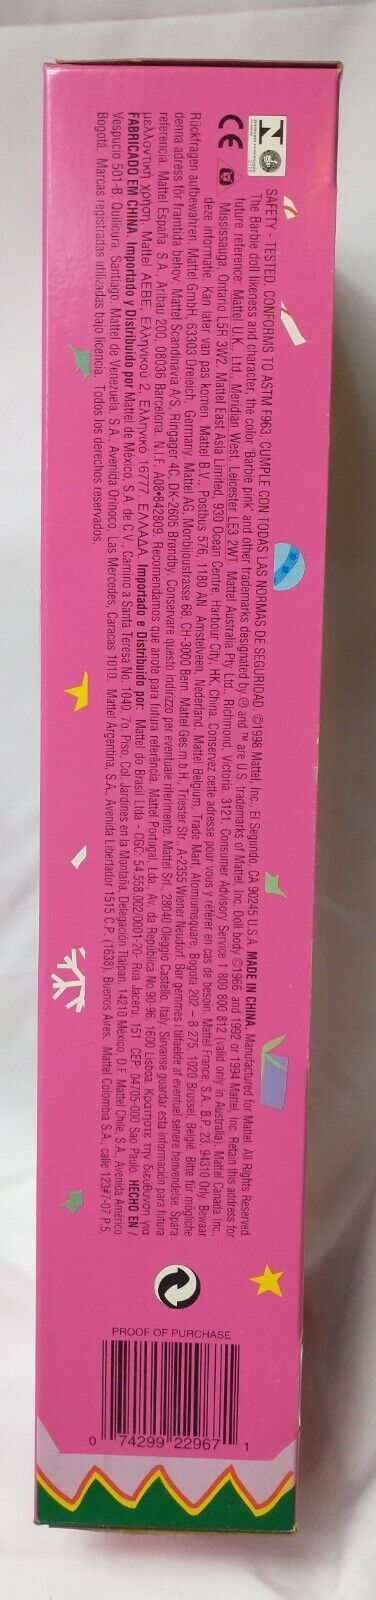 SAFETY - TESTED. CONFORMS TO ASTM F963. CUMPLE CON TODAS LAS NORMAS DE SEGURIDAD. ©1998 Mattel, Inc. El Segundo, CA 90245 U.S.A. MADE IN CHINA. Manufactured for Mattel. All Rights Reserved.
The Barbie doll likeness and character, the color "Barbie pink" and other trademarks designated by ® and ™ are U.S. trademarks of Mattel, Inc. Doll body: ©1966 and 1992 or 1994 Mattel, Inc. Retain this address for
future reference: Mattel U.K. Ltd., Meridian West, Leicester LE3 2WT. Mattel Australia Pty. Ltd., Richmond, Victoria. 3121. Consumer Advisory Service 1 800 800 812 (valid only in Australia). Mattel Canada Inc.,
CE Mississauga, Ontario L5R 3W2. Mattel East Asia Limited, 930 Ocean Centre, Harbour City, HK, China. Conservez cette adresse pour vous y référer en cas de besoin. Mattel France, S.A., B.P. 23, 94310 Orly. Bewaar
deze informatie. Kan later van pas komen. Mattel B.V., Postbus 576, 1180 AN Amstelveen, Nederland. Mattel Belgium, Trade Mart, Atomiumsquare, Bogota 202 – B 275, 1020 Brussel, België. Bitte für mögliche
Rückfragen aufbewahren. Mattel GmbH, 63303 Dreieich, Germany. Mattel AG, Monbijoustrasse 68, CH-3000 Bern. Mattel Ges.m.b.H., Triester Str., A-2355 Wiener Neudorf. Bør gemmes i tilfælde af eventuel senere henvendelse. Spara
denna adress för framtida behov. Mattel Scandinavia A/S, Ringager 4C, DK-2605 Brøndby. Conservate questo indirizzo per eventuale riferimento. Mattel Srl., 28040 Oleggio Castello, Italy. Sírvanse guardar esta información para futura
referencia. Mattel España, S.A., Aribau 200, 08036 Barcelona. N.I.F. A08•842809. Recomendamos que anote para futura referência. Mattel Portugal, Lda., Av. da República No.90-96, 1600 Lisboa. Κρατήστε την διεύθυνση για
μελλοντική χρήση. Mattel AEBE, Ελληνικού 2, Ελληνικό 16777 ΕΛΛΑΔΑ. Importado e Distribuído por: Mattel do Brasil Ltda - CGC: 54.558.002/0001-20- Rua Jaceru, 151 CEP 04705-000 Sao Paulo. HECHO EN /
FABRICADO EM CHINA. Importado y Distribuido por Mattel de México, S.A. de C.V., Camino a Santa Teresa No. 1040, 7o Piso, Col. Jardines en la Montaña, Delegación Tlalpan, 14210 México, D.F. Mattel Chile S.A., Avenida Américo
Vespucio 501-B, Quilicura, Santiago. Mattel de Venezuela, S.A., Avenida Orinoco, Las Mercedes, Caracas 1010. Mattel Argentina, S.A., Avenida Libertador 1515 C.P. (1638), Buenos Aires. Mattel Colombia S.A., calle 123#7-07 P.5,
Bogotá. Marcas registradas utilizadas bajo licencia. Todos los derechos reservados.
PROOF OF PURCHASE
0 74299 22967 1